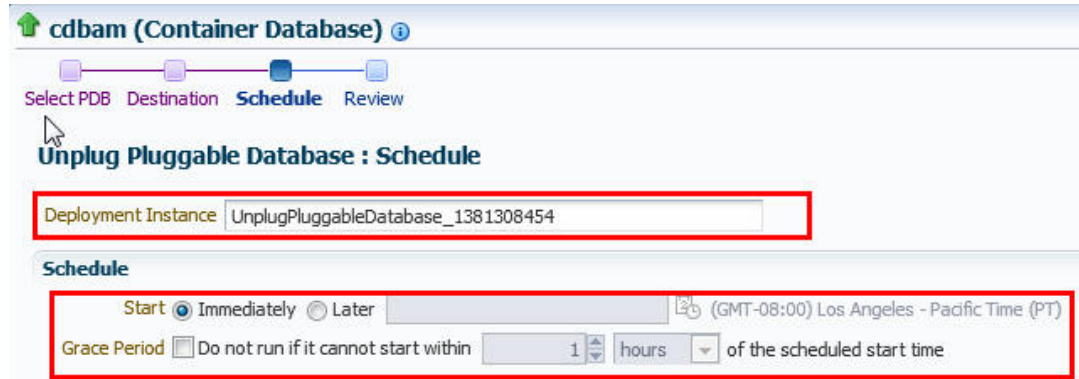 cdbam (Container Database)
Select PDB Destination Schedule Review
Unplug Pluggable Database : Schedule
Deployment Instance UnplugPluggableDatabase_1381308454
Schedule
Start Immediately Later (GMT-08:00) Los Angeles - Pacific Time (PT)
Grace Period Do not run if it cannot start within 1 hours of the scheduled start time